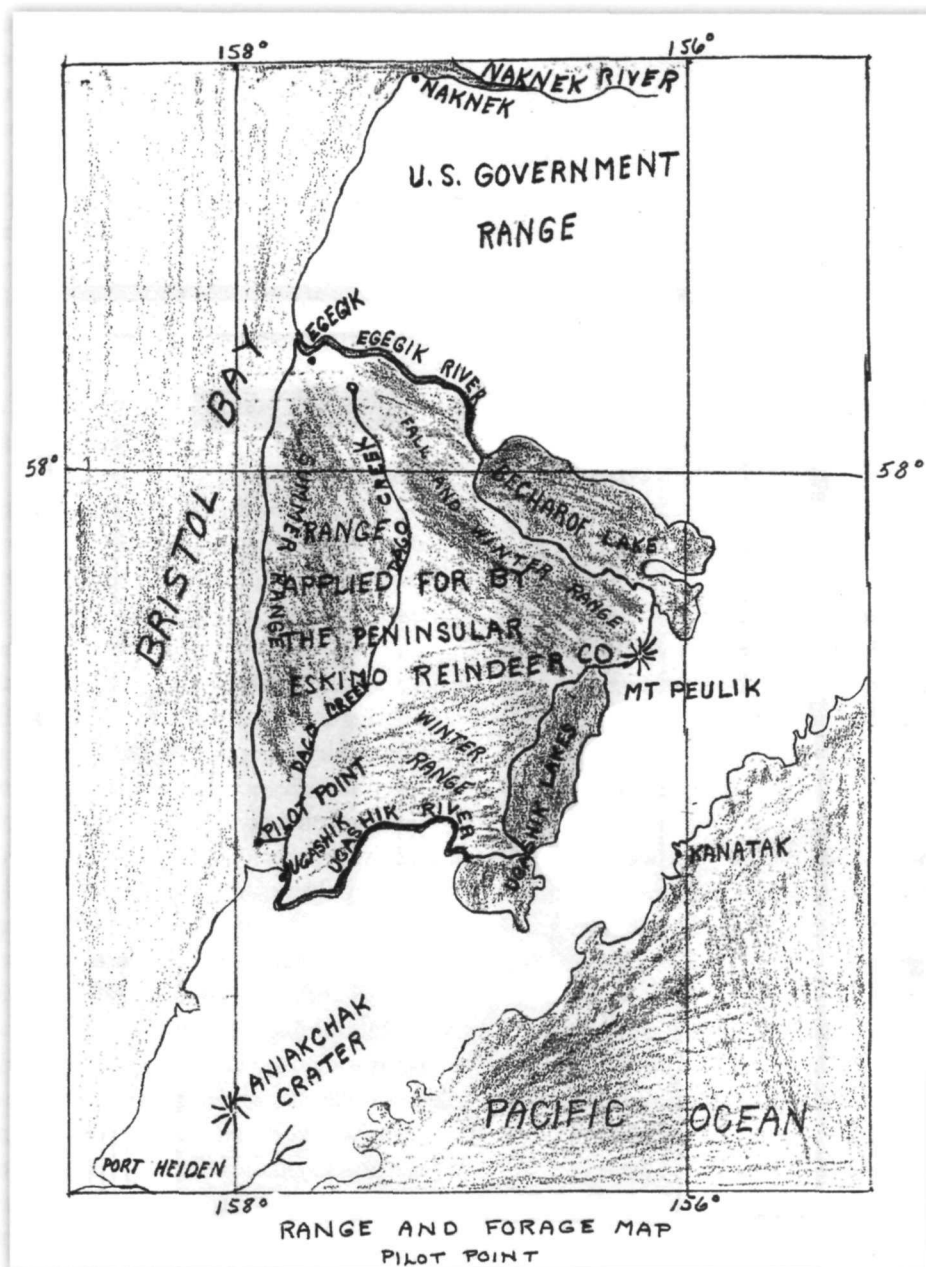 158°
156°
NAKNEK RIVER
NAKNEK
U.S. GOVERNMENT
RANGE
EGEGIK
EGEGIK RIVER
BRISTOL BAY
58°
58°
FALL AND WINTER RANGE
BECHAROF LAKE
SUMMER RANGE
DAGO CREEK
RANGE
APPLIED FOR BY
THE PENINSULAR
ESKIMO REINDEER CO
MT PEULIK
DAGO CREEK
WINTER
RANGE
LAKES
PILOT POINT
UGASHIK
UGASHIK RIVER
KANATAK
ANIAKCHAK
CRATER
PACIFIC OCEAN
PORT HEIDEN
158°
156°
RANGE AND FORAGE MAP
PILOT POINT